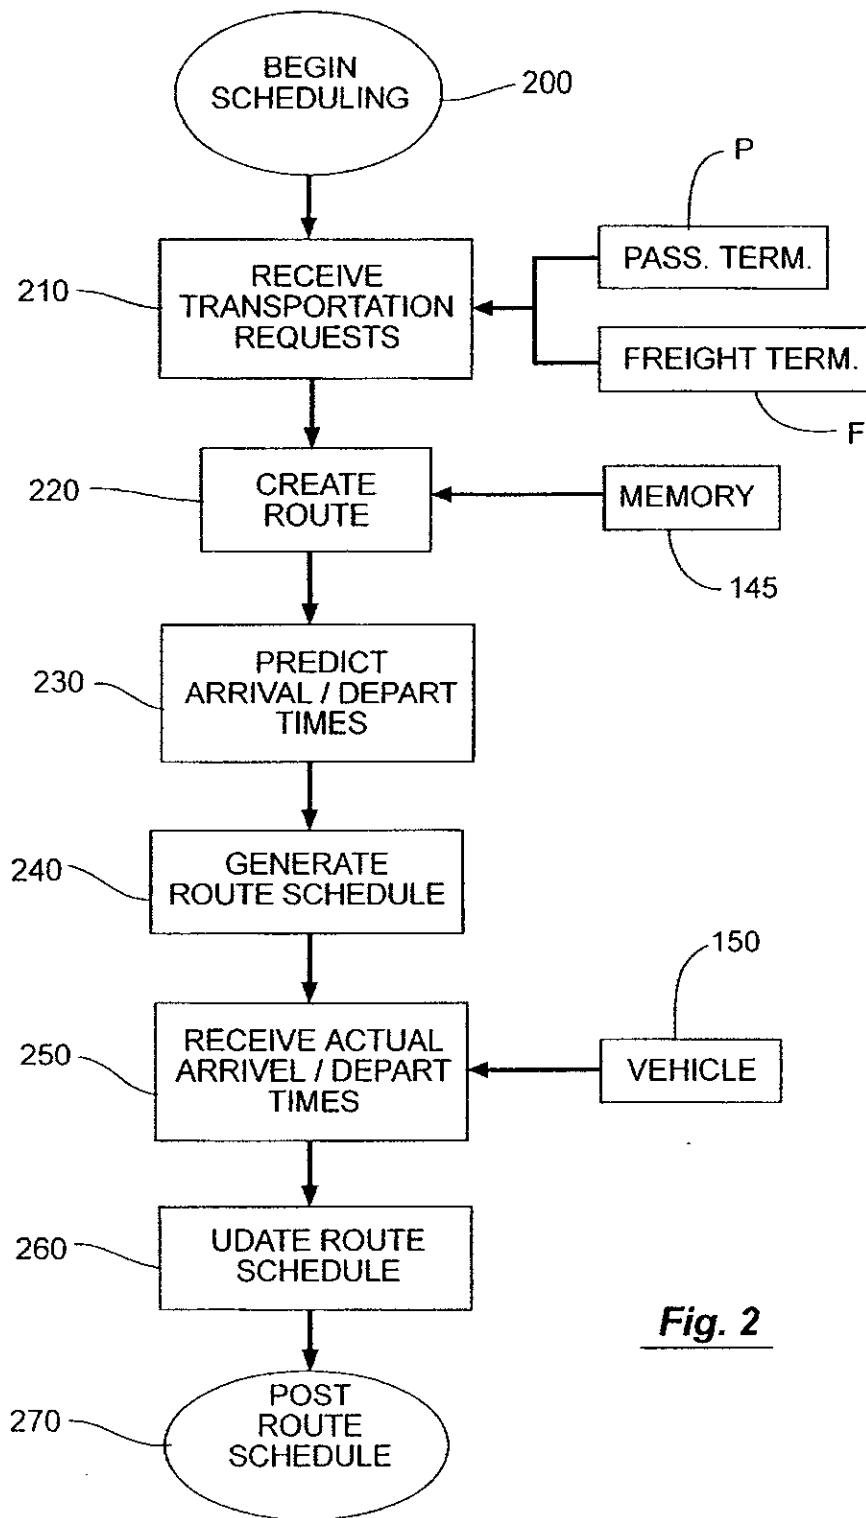 BEGIN
SCHEDULING
200
P
PASS. TERM.
210
RECEIVE
TRANSPORTATION
REQUESTS
FREIGHT TERM.
F
220
CREATE
ROUTE
MEMORY
145
230
PREDICT
ARRIVAL / DEPART
TIMES
240
GENERATE
ROUTE SCHEDULE
150
250
RECEIVE ACTUAL
ARRIVEL / DEPART
TIMES
VEHICLE
260
UDATE ROUTE
SCHEDULE
Fig. 2
270
POST
ROUTE
SCHEDULE